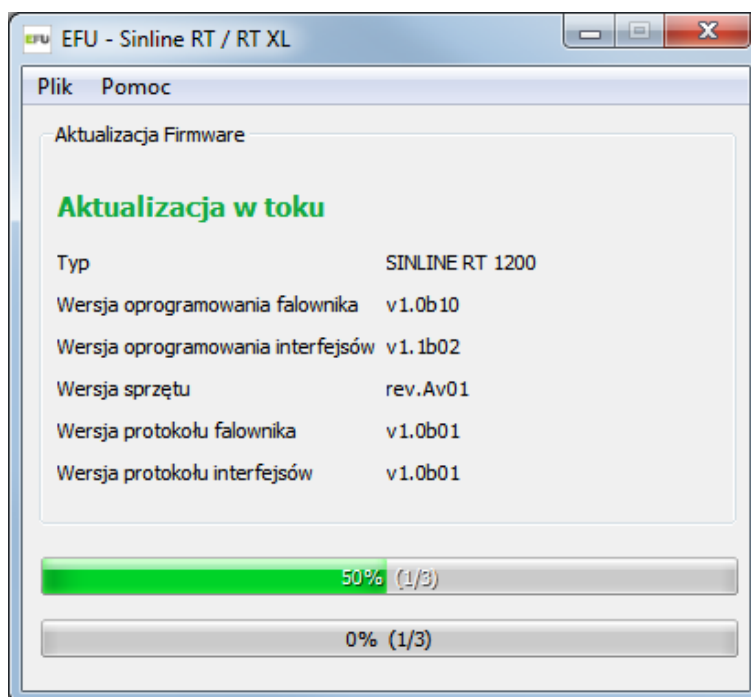 EFU EFU - Sinline RT / RT XL
Plik Pomoc
Aktualizacja Firmware
Aktualizacja w toku
Typ SINLINE RT 1200
Wersja oprogramowania falownika v1.0b10
Wersja oprogramowania interfejsów v1.1b02
Wersja sprzętu rev.Av01
Wersja protokołu falownika v1.0b01
Wersja protokołu interfejsów v1.0b01
50% (1/3)
0% (1/3)